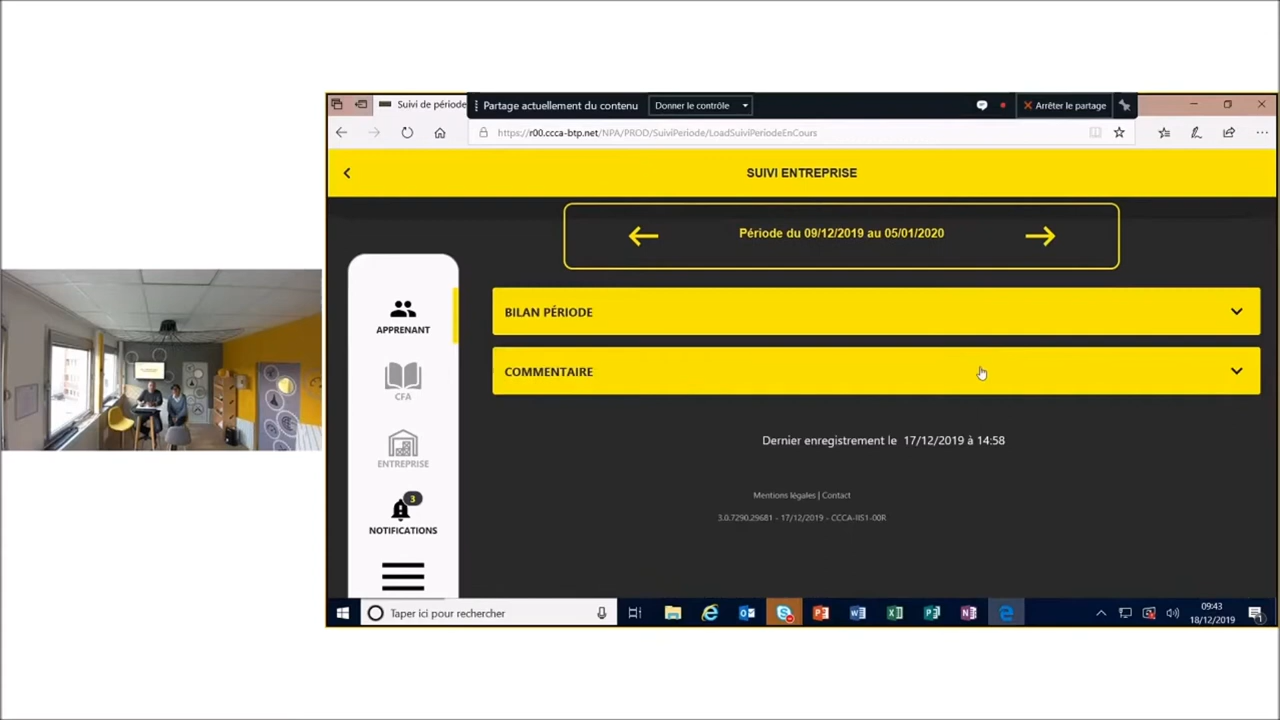 Suivi de période
Partage actuellement du contenu
Donner le contrôle
Arrêter le partage
https://r00.ccca-btp.net/NPA/PROD/SuiviPeriode/LoadSuiviPeriodeEnCours
SUIVI ENTREPRISE
Période du 09/12/2019 au 05/01/2020
APPRENANT
CFA
ENTREPRISE
3
NOTIFICATIONS
BILAN PÉRIODE
COMMENTAIRE
Dernier enregistrement le 17/12/2019 à 14:58
Mentions légales | Contact
3.0.7290.29681 - 17/12/2019 - CCCA-IIS1-00R
Taper ici pour rechercher
09:43
18/12/2019
1